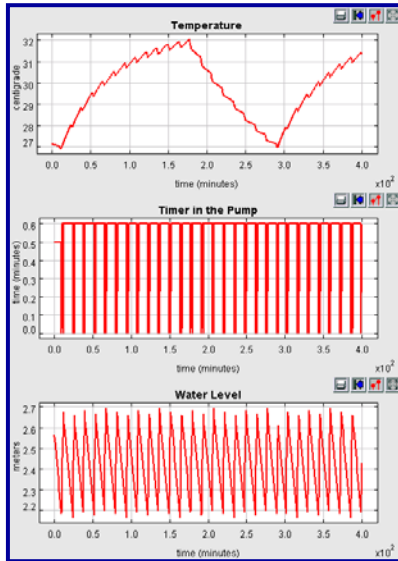 Temperature
32
31
30
29
28
27
centigrade
0.0 0.5 1.0 1.5 2.0 2.5 3.0 3.5 4.0
time (minutes) x10²
Timer in the Pump
0.6
0.5
0.4
0.3
0.2
0.1
0.0
time (minutes)
0.0 0.5 1.0 1.5 2.0 2.5 3.0 3.5 4.0
time (minutes) x10²
Water Level
2.7
2.6
2.5
2.4
2.3
2.2
meters
0.0 0.5 1.0 1.5 2.0 2.5 3.0 3.5 4.0
time (minutes) x10²